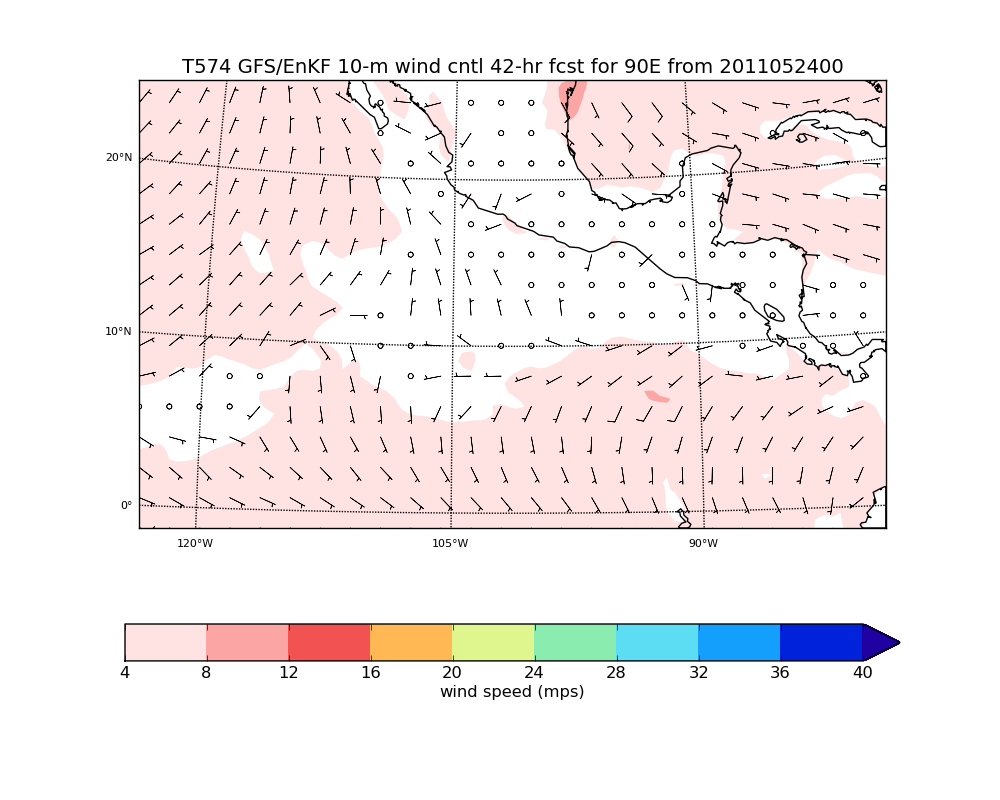 T574 GFS/EnKF 10-m wind cntl 42-hr fcst for 90E from 2011052400
20°N
10°N
0°
120°W 105°W 90°W
4 8 12 16 20 24 28 32 36 40
wind speed (mps)